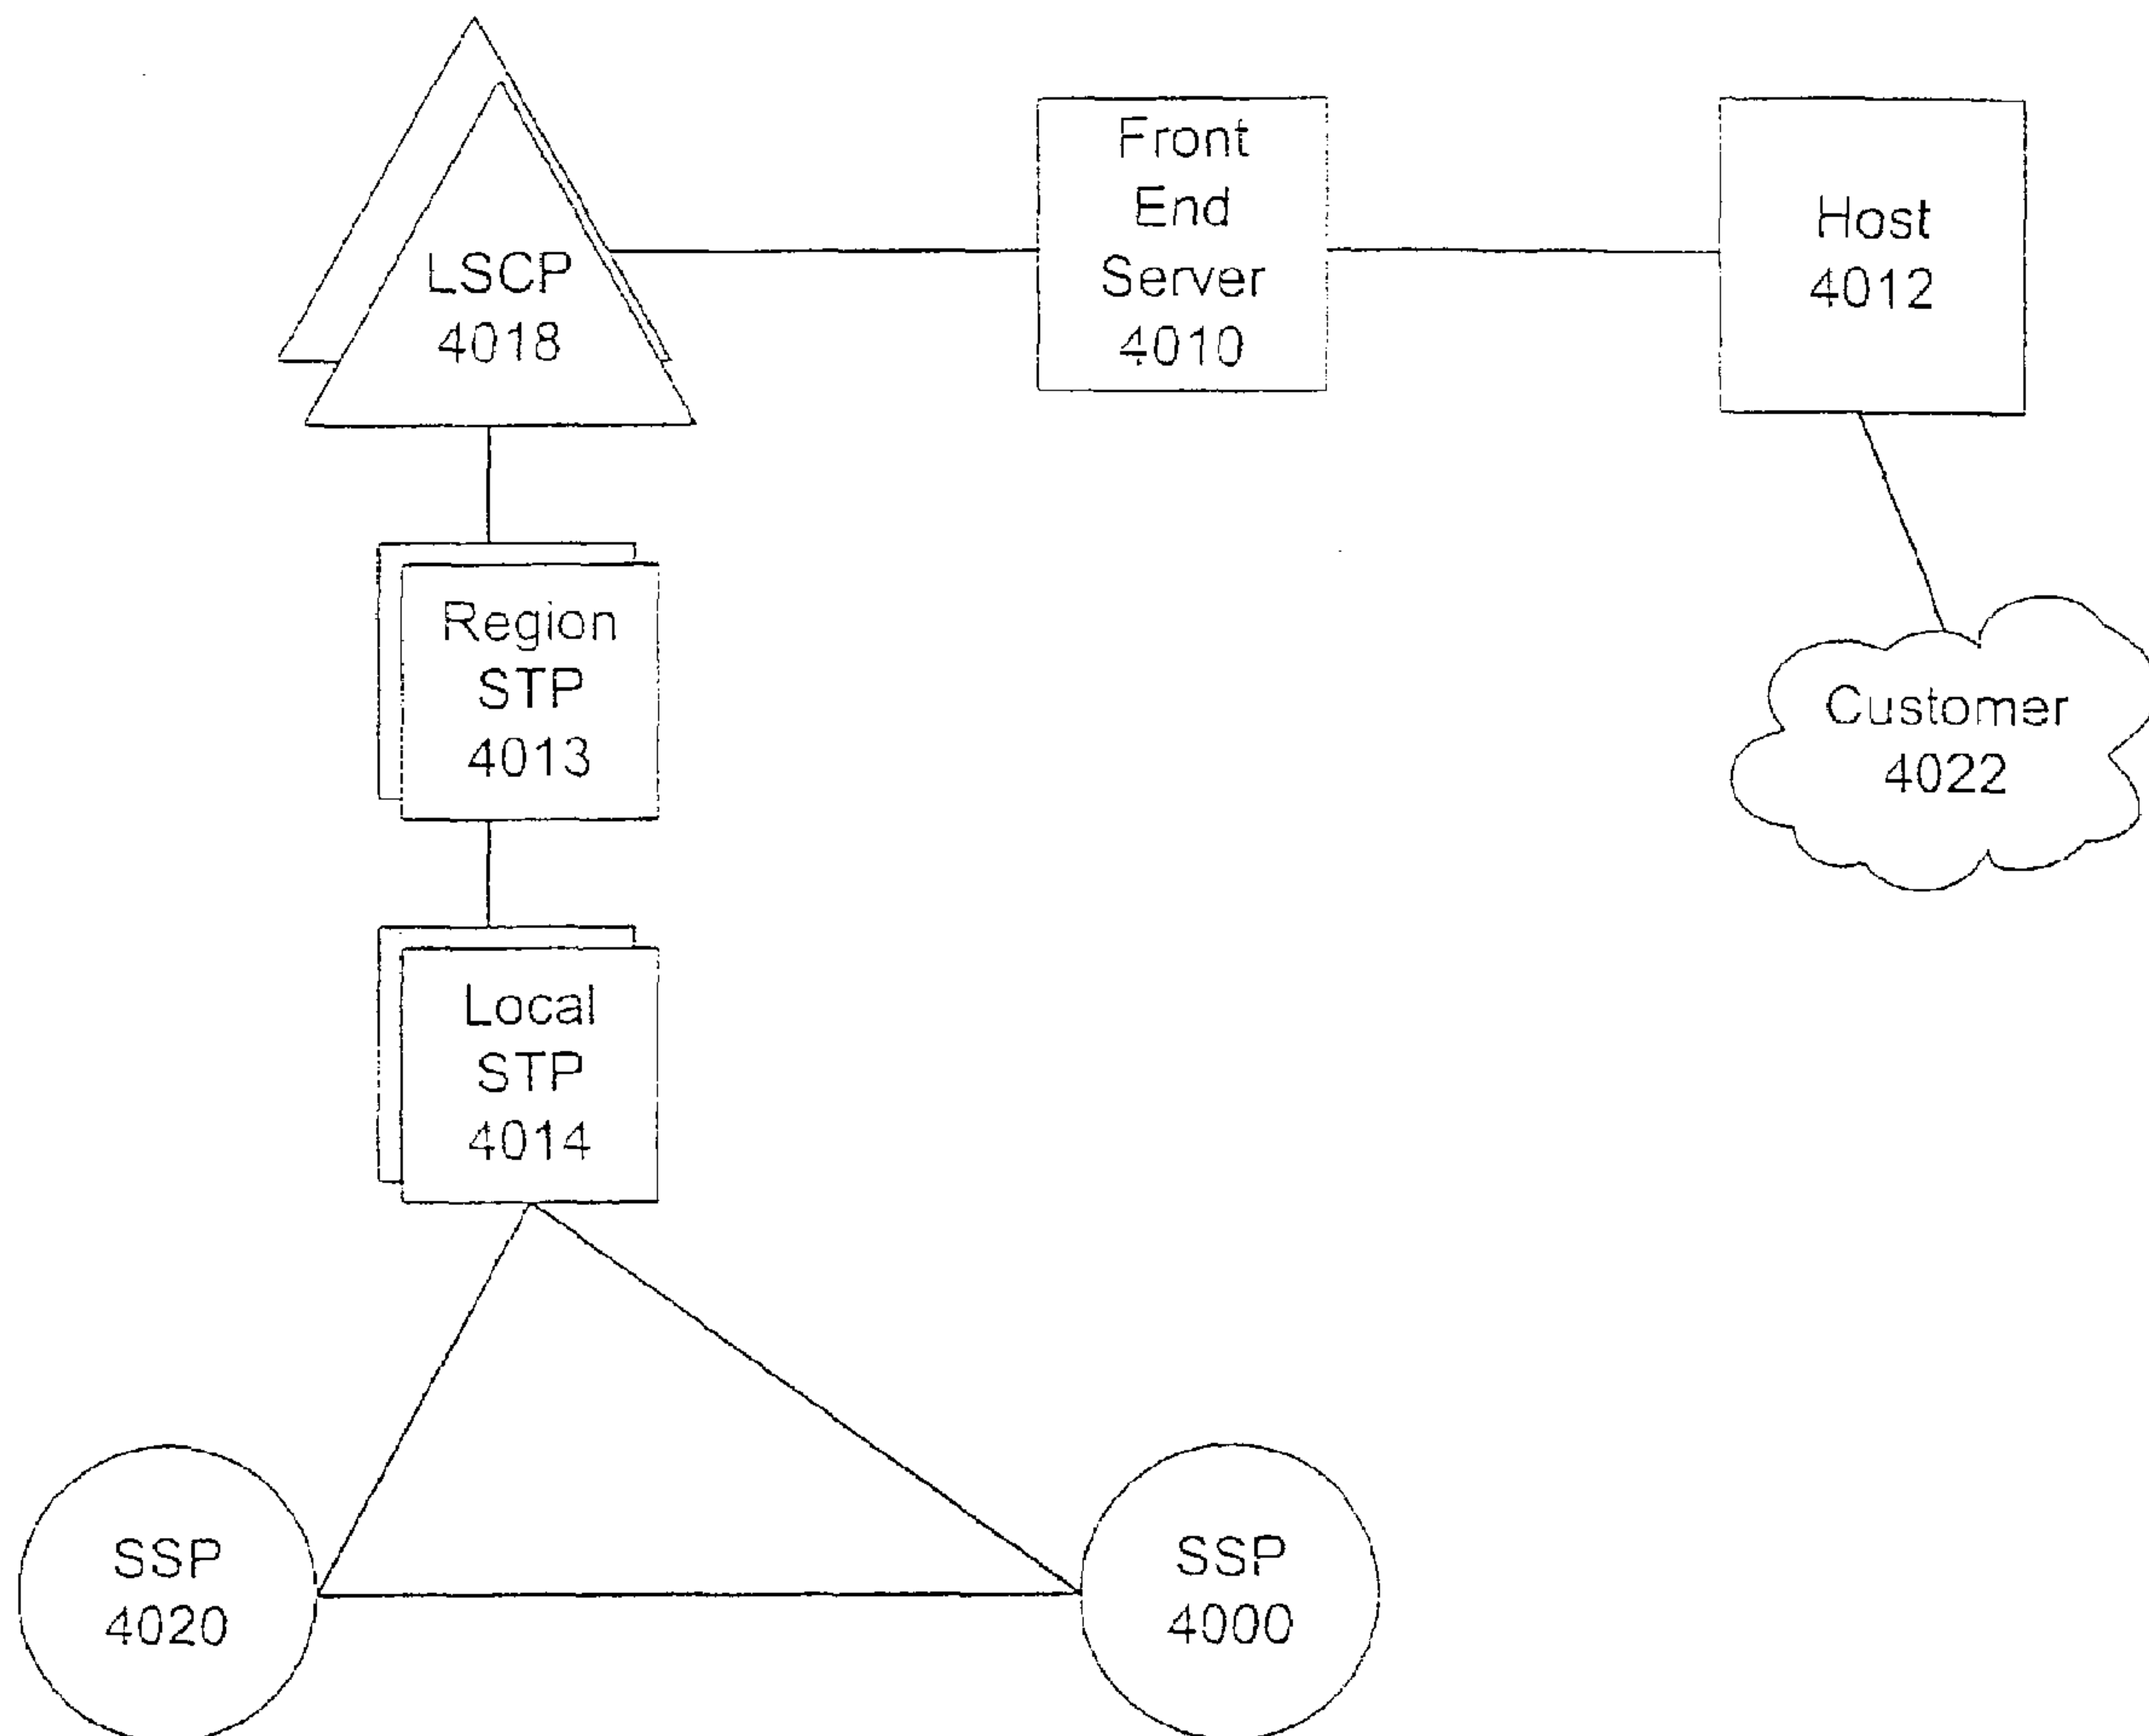 LSCP
4018
Front
End
Server
4010
Host
4012
Region
STP
4013
Customer
4022
Local
STP
4014
SSP
4020
SSP
4000